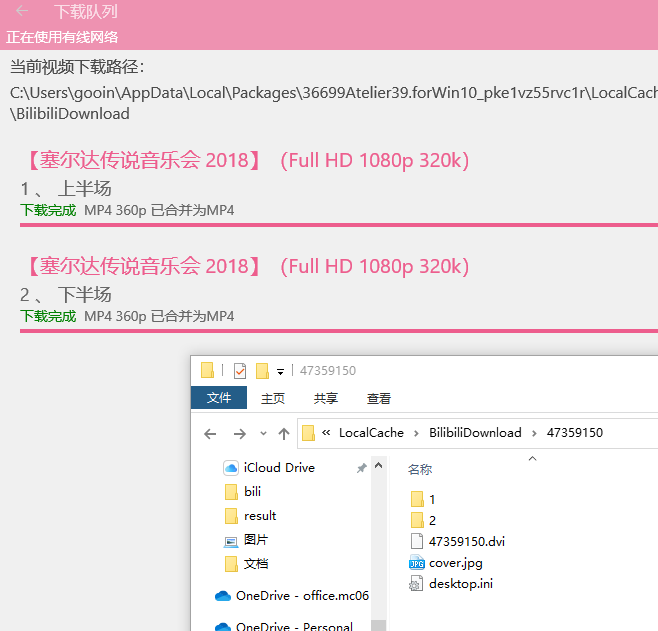 下载队列
正在使用有线网络
当前视频下载路径：
C:\Users\gooin\AppData\Local\Packages\36699Atelier39.forWin10_pke1vz55rvc1r\LocalCach
\BilibiliDownload
【塞尔达传说音乐会 2018】（Full HD 1080p 320k）
1 、 上半场
下载完成 MP4 360p 已合并为MP4
【塞尔达传说音乐会 2018】（Full HD 1080p 320k）
2 、 下半场
下载完成 MP4 360p 已合并为MP4
47359150
文件 主页 共享 查看
« LocalCache › BilibiliDownload › 47359150
iCloud Drive
bili
result
图片
文档
OneDrive - office.mc06
OneDrive - Personal
名称
1
2
47359150.dvi
cover.jpg
desktop.ini